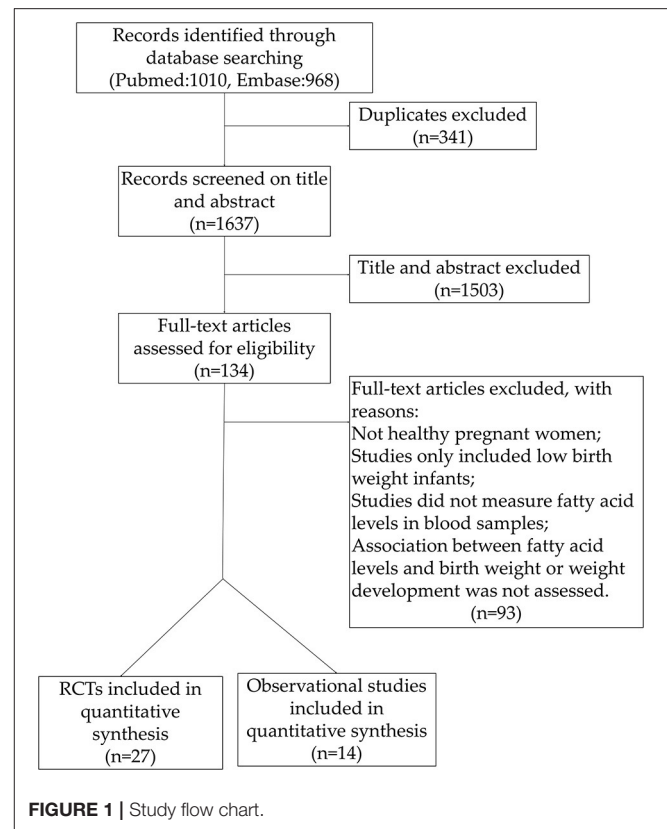 Records identified through
database searching
(Pubmed:1010, Embase:968)
Duplicates excluded
(n=341)
Records screened on title
and abstract
(n=1637)
Title and abstract excluded
(n=1503)
Full-text articles
assessed for eligibility
(n=134)
Full-text articles excluded, with
reasons:
Not healthy pregnant women;
Studies only included low birth
weight infants;
Studies did not measure fatty acid
levels in blood samples;
Association between fatty acid
levels and birth weight or weight
development was not assessed.
(n=93)
RCTs included in
quantitative
synthesis
(n=27)
Observational studies
included in
quantitative synthesis
(n=14)
FIGURE 1 | Study flow chart.